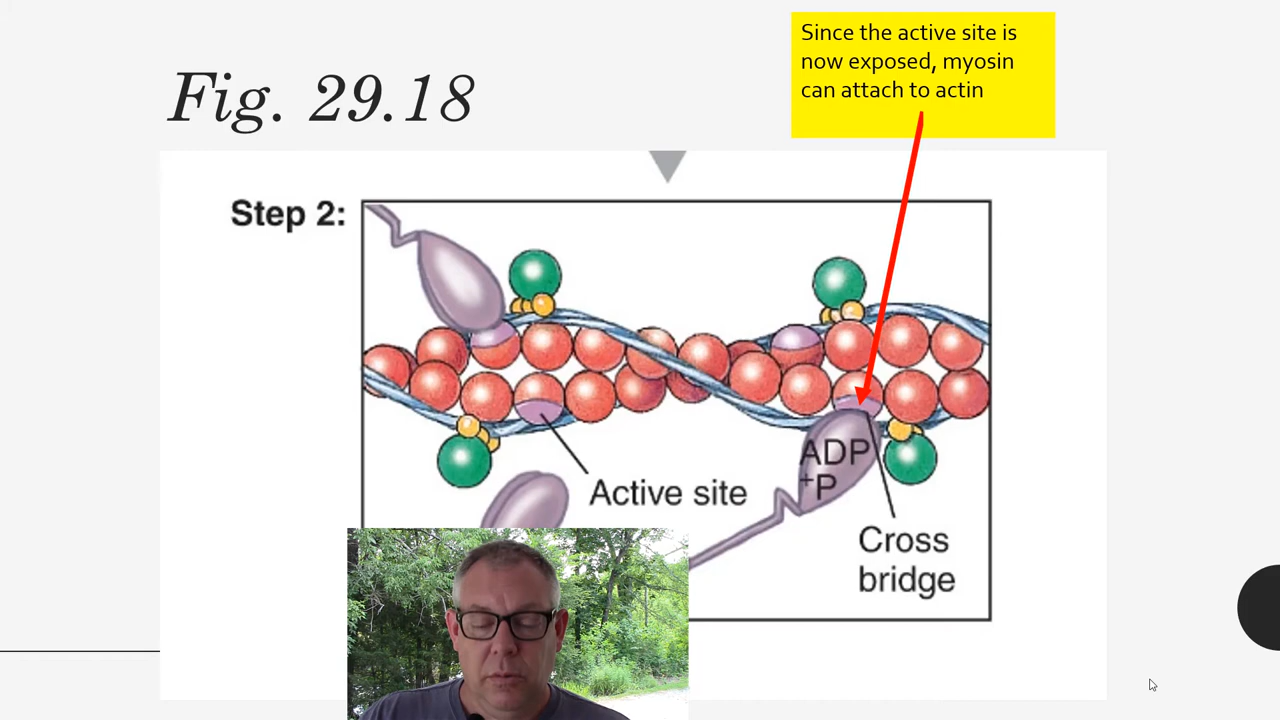 Since the active site is
now exposed, myosin
can attach to actin
Fig. 29.18
Step 2:
ADP
+P
Active site
Cross
bridge